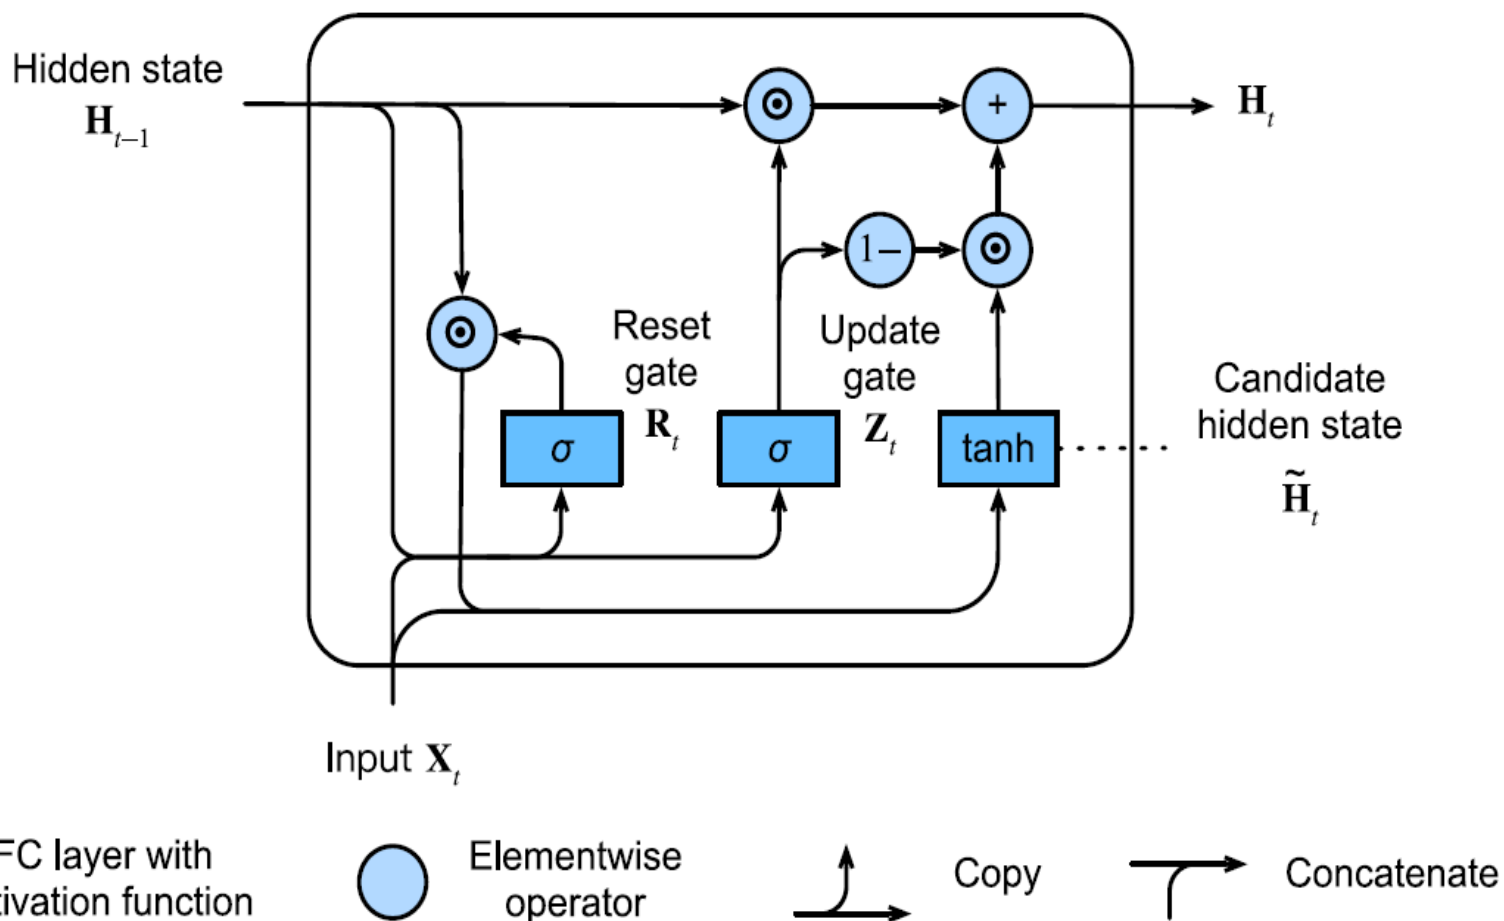 Hidden state
H_{t−1}
⊙
+
H_t
1−
⊙
⊙
Reset
gate
R_t
Update
gate
Z_t
Candidate
hidden state
H̃_t
σ
σ
tanh
Input X_t
FC layer with
tivation function
Elementwise
operator
Copy
Concatenate